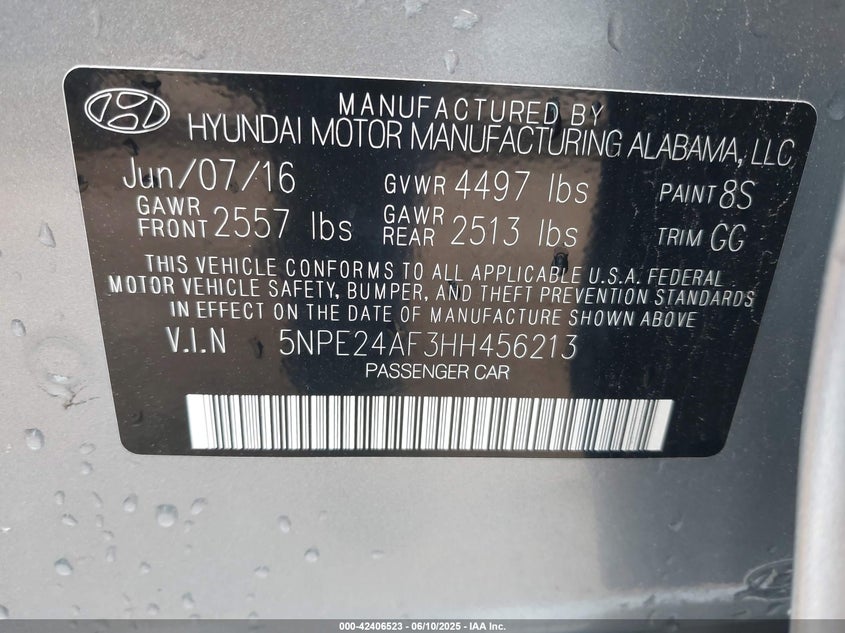 MANUFACTURED BY
HYUNDAI MOTOR MANUFACTURING ALABAMA, LLC
Jun/07/16 GVWR 4497 lbs PAINT 8S
GAWR FRONT 2557 lbs GAWR REAR 2513 lbs TRIM GG
THIS VEHICLE CONFORMS TO ALL APPLICABLE U.S.A. FEDERAL
MOTOR VEHICLE SAFETY, BUMPER, AND THEFT PREVENTION STANDARDS
IN EFFECT ON THE DATE OF MANUFACTURE SHOWN ABOVE.
V.I.N 5NPE24AF3HH456213
PASSENGER CAR
000-42406523 - 06/10/2025 - IAA Inc.